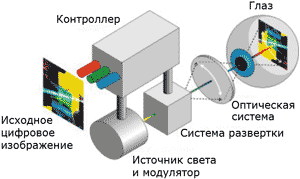 Глаз
Контроллер
Исходное
цифровое
изображение
Оптическая
система
Система развертки
Источник света
и модулятор